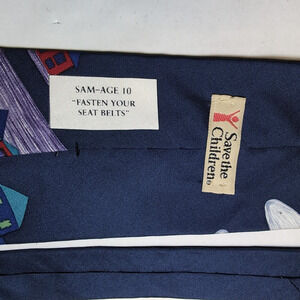 SAM-AGE 10
"FASTEN YOUR
SEAT BELTS"
Save the
Children®